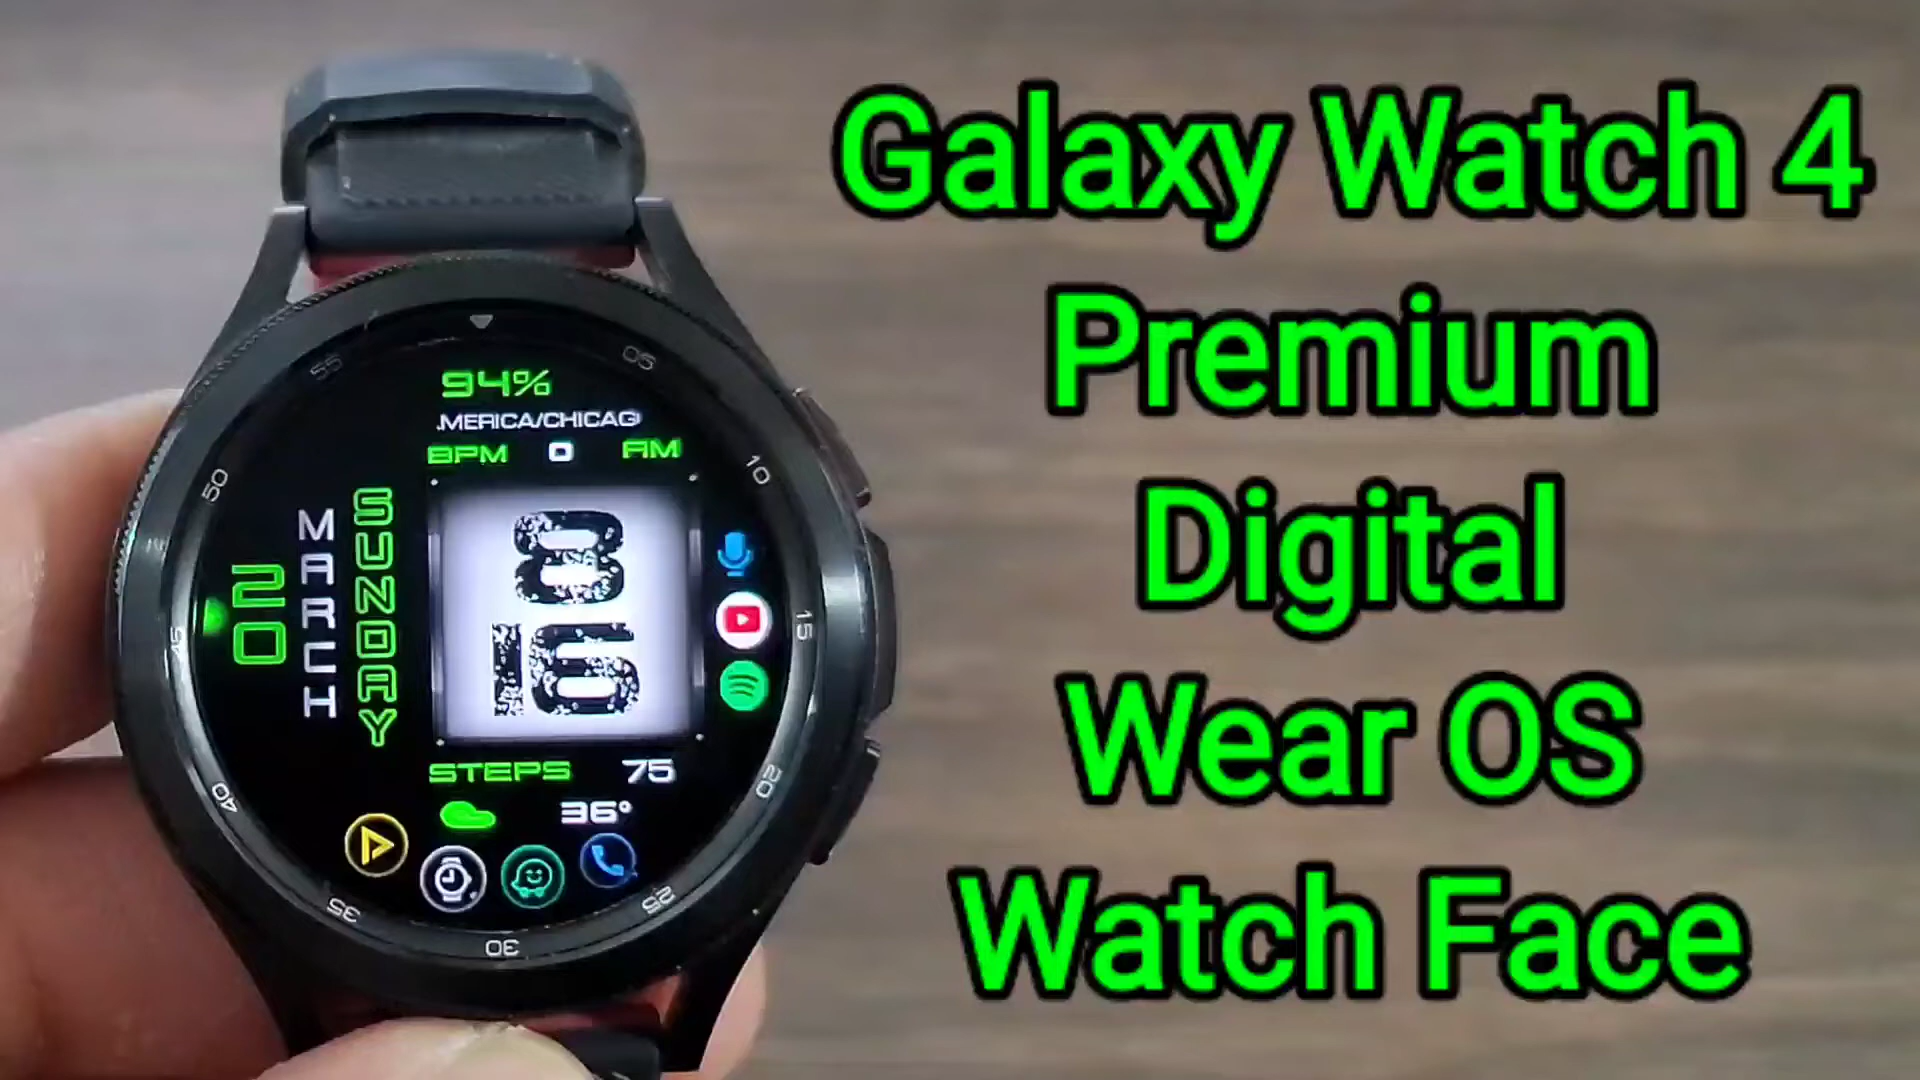 Galaxy Watch 4
Premium
Digital
Wear OS
Watch Face
94%
.MERICA/CHICAG
BPM 0 AM
8
16
SUNDAY
MARCH
20
STEPS 75
36°
05
10
15
20
25
30
35
40
45
50
55